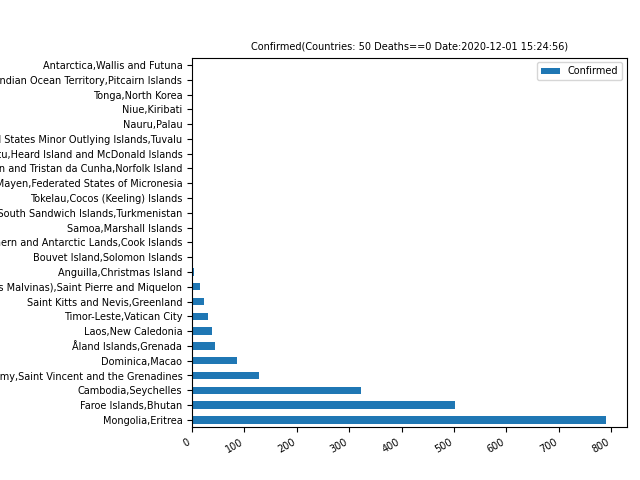 Confirmed(Countries: 50 Deaths==0 Date:2020-12-01 15:24:56)
Confirmed
Antarctica,Wallis and Futuna
Indian Ocean Territory,Pitcairn Islands
Tonga,North Korea
Niue,Kiribati
Nauru,Palau
States Minor Outlying Islands,Tuvalu
Heard Island and McDonald Islands
and Tristan da Cunha,Norfolk Island
Mayen,Federated States of Micronesia
Tokelau,Cocos (Keeling) Islands
South Sandwich Islands,Turkmenistan
Samoa,Marshall Islands
and Antarctic Lands,Cook Islands
Bouvet Island,Solomon Islands
Anguilla,Christmas Island
Malvinas),Saint Pierre and Miquelon
Saint Kitts and Nevis,Greenland
Timor-Leste,Vatican City
Laos,New Caledonia
Åland Islands,Grenada
Dominica,Macao
Saint Vincent and the Grenadines
Cambodia,Seychelles
Faroe Islands,Bhutan
Mongolia,Eritrea
0 100 200 300 400 500 600 700 800